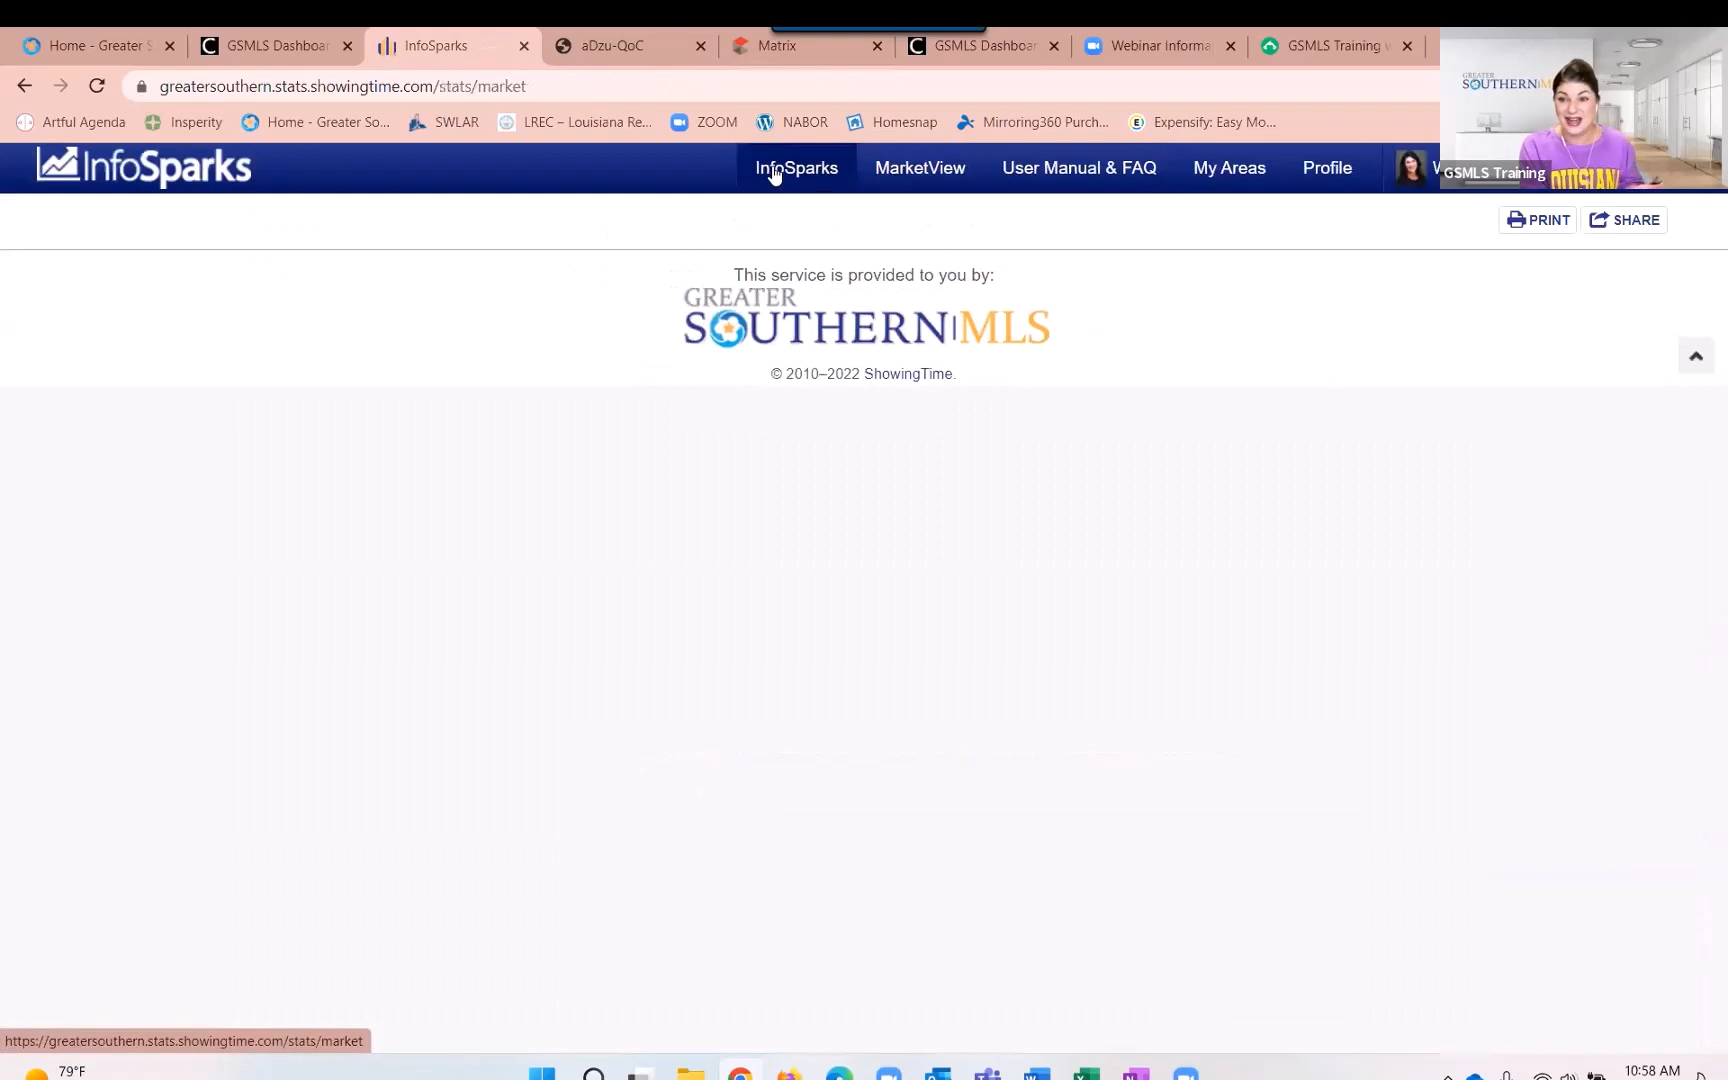 Home - Greater S
GSMLS Dashboar
InfoSparks
aDzu-QoC
Matrix
GSMLS Dashboar
Webinar Informa
GSMLS Training w
greatersouthern.stats.showingtime.com/stats/market
Artful Agenda
Insperity
Home - Greater So...
SWLAR
LREC – Louisiana Re...
ZOOM
NABOR
Homesnap
Mirroring360 Purch...
Expensify: Easy Mo...
GREATER
SOUTHERN M
LOUISIAN
GSMLS Training
InfoSparks
InfoSparks
MarketView
User Manual & FAQ
My Areas
Profile
W
PRINT
SHARE
This service is provided to you by:
GREATER
SOUTHERN MLS
© 2010–2022 ShowingTime.
https://greatersouthern.stats.showingtime.com/stats/market
79°F
10:58 AM